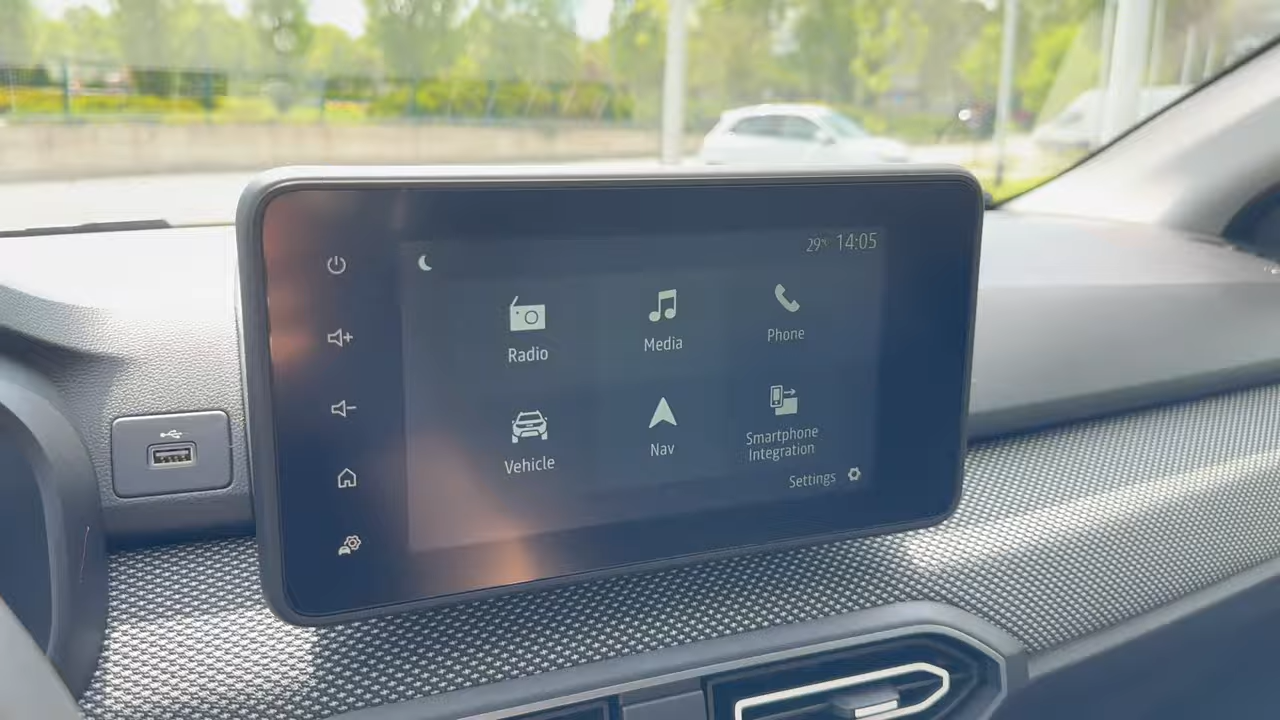 29°C 14:05
Radio
Media
Phone
Vehicle
Nav
Smartphone
Integration
Settings